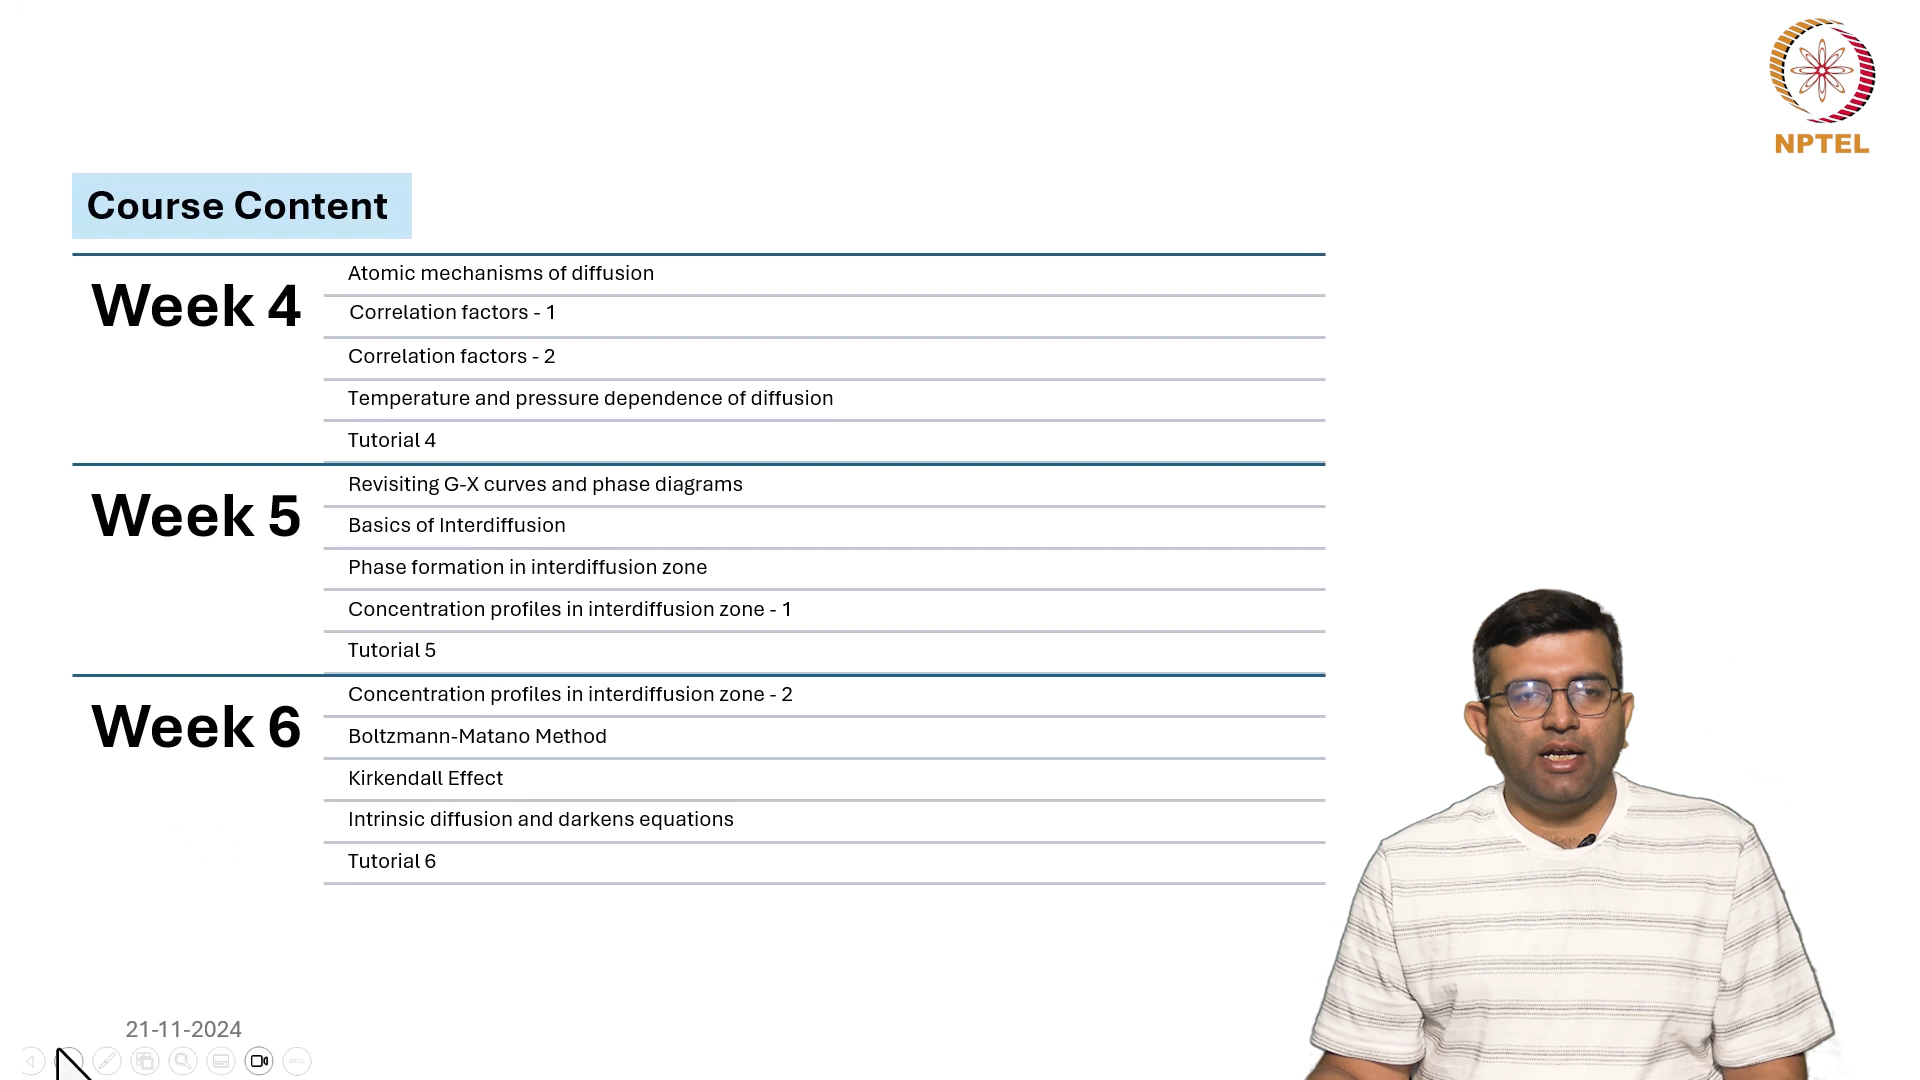 NPTEL
Course Content
Week 4
Atomic mechanisms of diffusion
Correlation factors - 1
Correlation factors - 2
Temperature and pressure dependence of diffusion
Tutorial 4
Week 5
Revisiting G-X curves and phase diagrams
Basics of Interdiffusion
Phase formation in interdiffusion zone
Concentration profiles in interdiffusion zone - 1
Tutorial 5
Week 6
Concentration profiles in interdiffusion zone - 2
Boltzmann-Matano Method
Kirkendall Effect
Intrinsic diffusion and darkens equations
Tutorial 6
21-11-2024